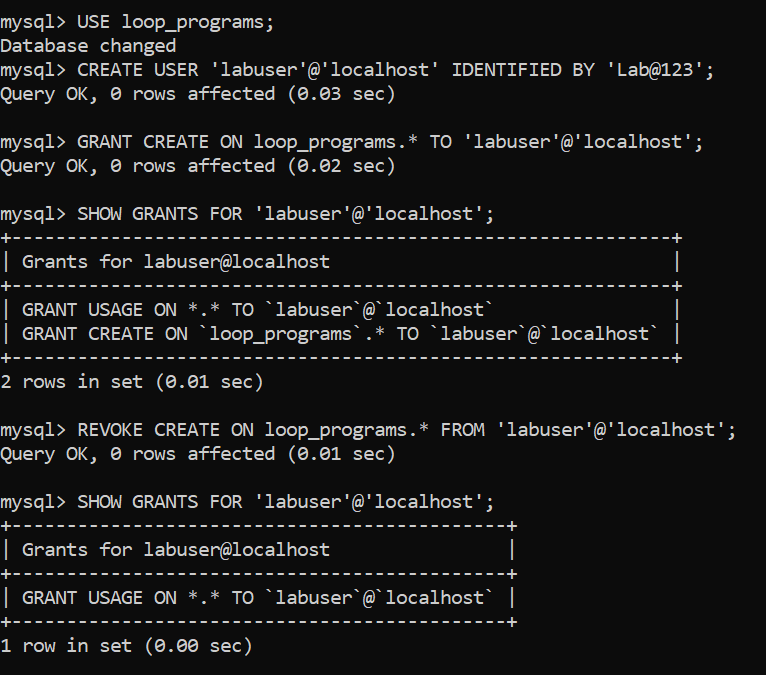 mysql> USE loop_programs;
Database changed
mysql> CREATE USER 'labuser'@'localhost' IDENTIFIED BY 'Lab@123';
Query OK, 0 rows affected (0.03 sec)

mysql> GRANT CREATE ON loop_programs.* TO 'labuser'@'localhost';
Query OK, 0 rows affected (0.02 sec)

mysql> SHOW GRANTS FOR 'labuser'@'localhost';
+------------------------------------------------------------+
| Grants for labuser@localhost                               |
+------------------------------------------------------------+
| GRANT USAGE ON *.* TO `labuser`@`localhost`                |
| GRANT CREATE ON `loop_programs`.* TO `labuser`@`localhost` |
+------------------------------------------------------------+
2 rows in set (0.01 sec)

mysql> REVOKE CREATE ON loop_programs.* FROM 'labuser'@'localhost';
Query OK, 0 rows affected (0.01 sec)

mysql> SHOW GRANTS FOR 'labuser'@'localhost';
+---------------------------------------------+
| Grants for labuser@localhost                |
+---------------------------------------------+
| GRANT USAGE ON *.* TO `labuser`@`localhost` |
+---------------------------------------------+
1 row in set (0.00 sec)